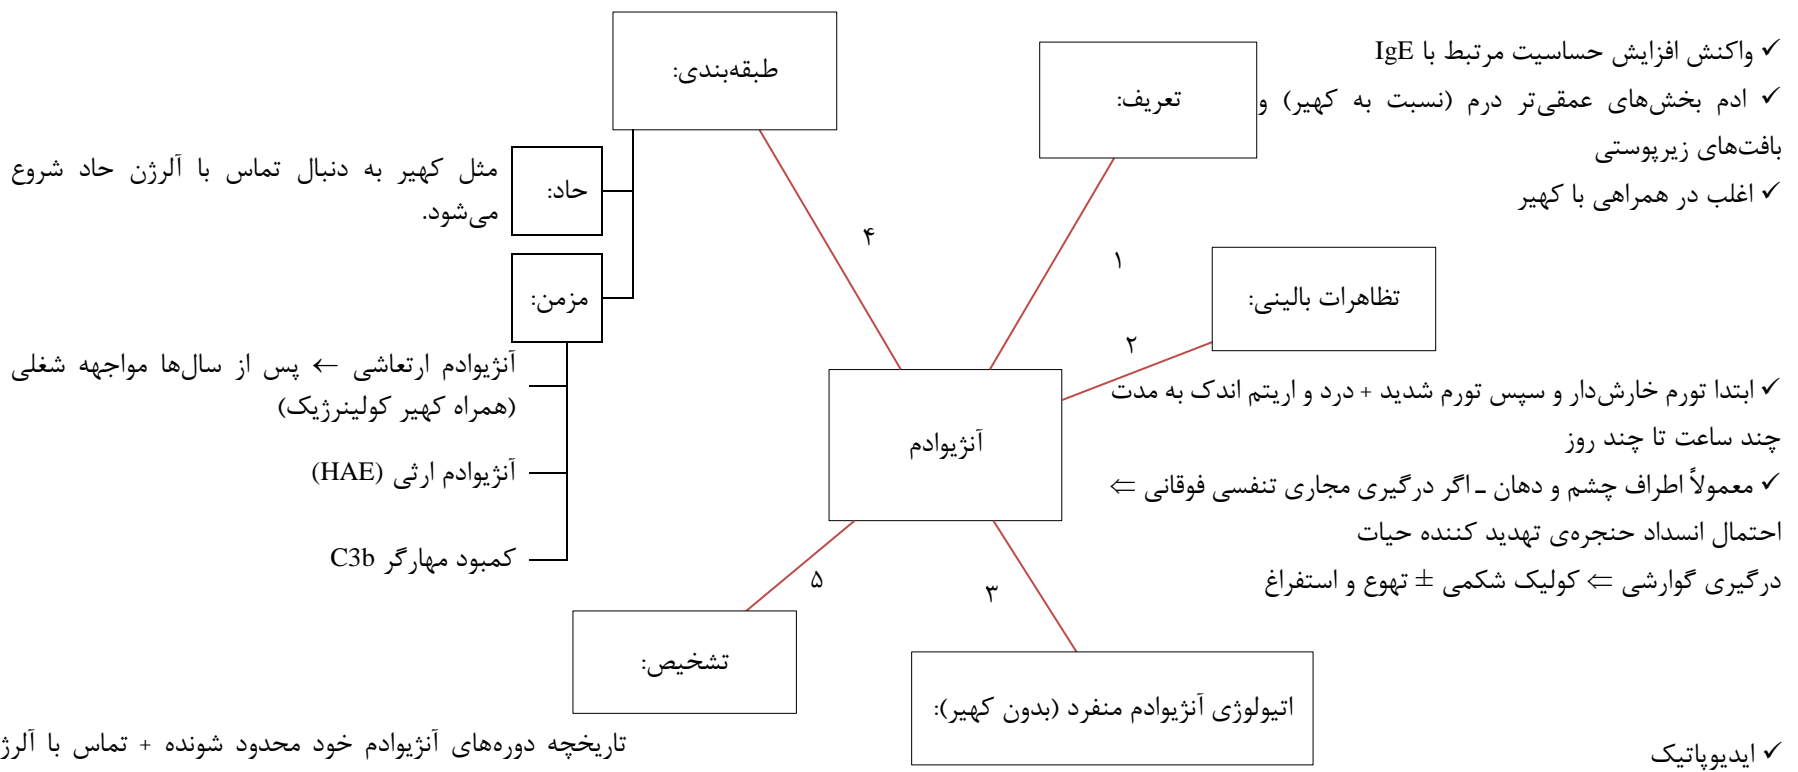 آنژیوادم
۱
تعریف:
✓ واکنش افزایش حساسیت مرتبط با IgE
✓ ادم بخش‌های عمقی‌تر درم (نسبت به کهیر) و
بافت‌های زیرپوستی
✓ اغلب در همراهی با کهیر
۲
تظاهرات بالینی:
✓ ابتدا تورم خارش‌دار و سپس تورم شدید + درد و اریتم اندک به مدت
چند ساعت تا چند روز
✓ معمولاً اطراف چشم و دهان ـ اگر درگیری مجاری تنفسی فوقانی ⇐
احتمال انسداد حنجره‌ی تهدید کننده حیات
درگیری گوارشی ⇐ کولیک شکمی ± تهوع و استفراغ
۳
اتیولوژی آنژیوادم منفرد (بدون کهیر):
✓ ایدیوپاتیک
۴
طبقه‌بندی:
حاد:
مثل کهیر به دنبال تماس با آلرژن حاد شروع
می‌شود.
مزمن:
آنژیوادم ارتعاشی ← پس از سال‌ها مواجهه شغلی
(همراه کهیر کولینرژیک)
آنژیوادم ارثی (HAE)
کمبود مهارگر C3b
۵
تشخیص:
تاریخچه دوره‌های آنژیوادم خود محدود شونده + تماس با